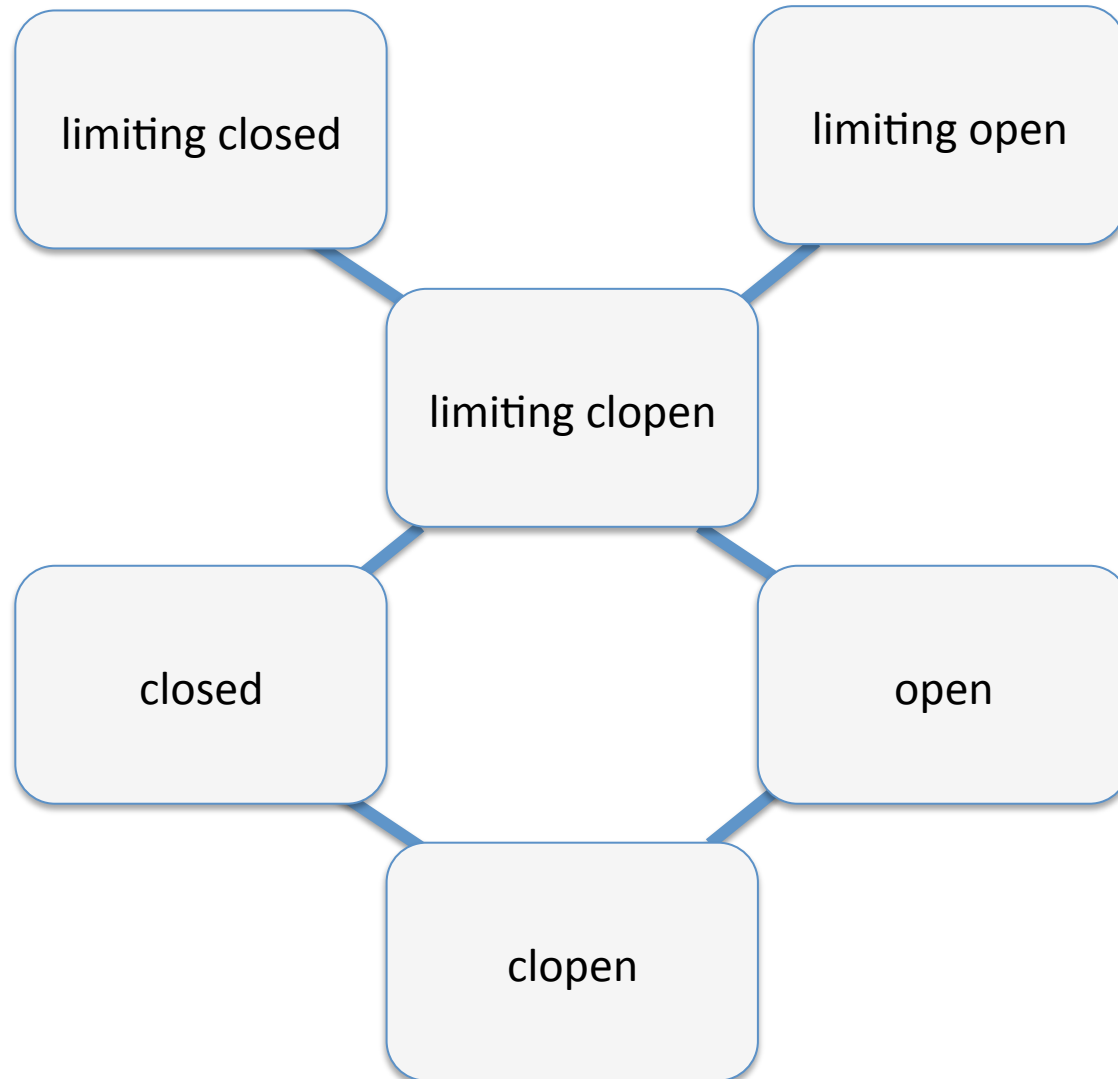 limiting closed
limiting open
limiting clopen
closed
open
clopen